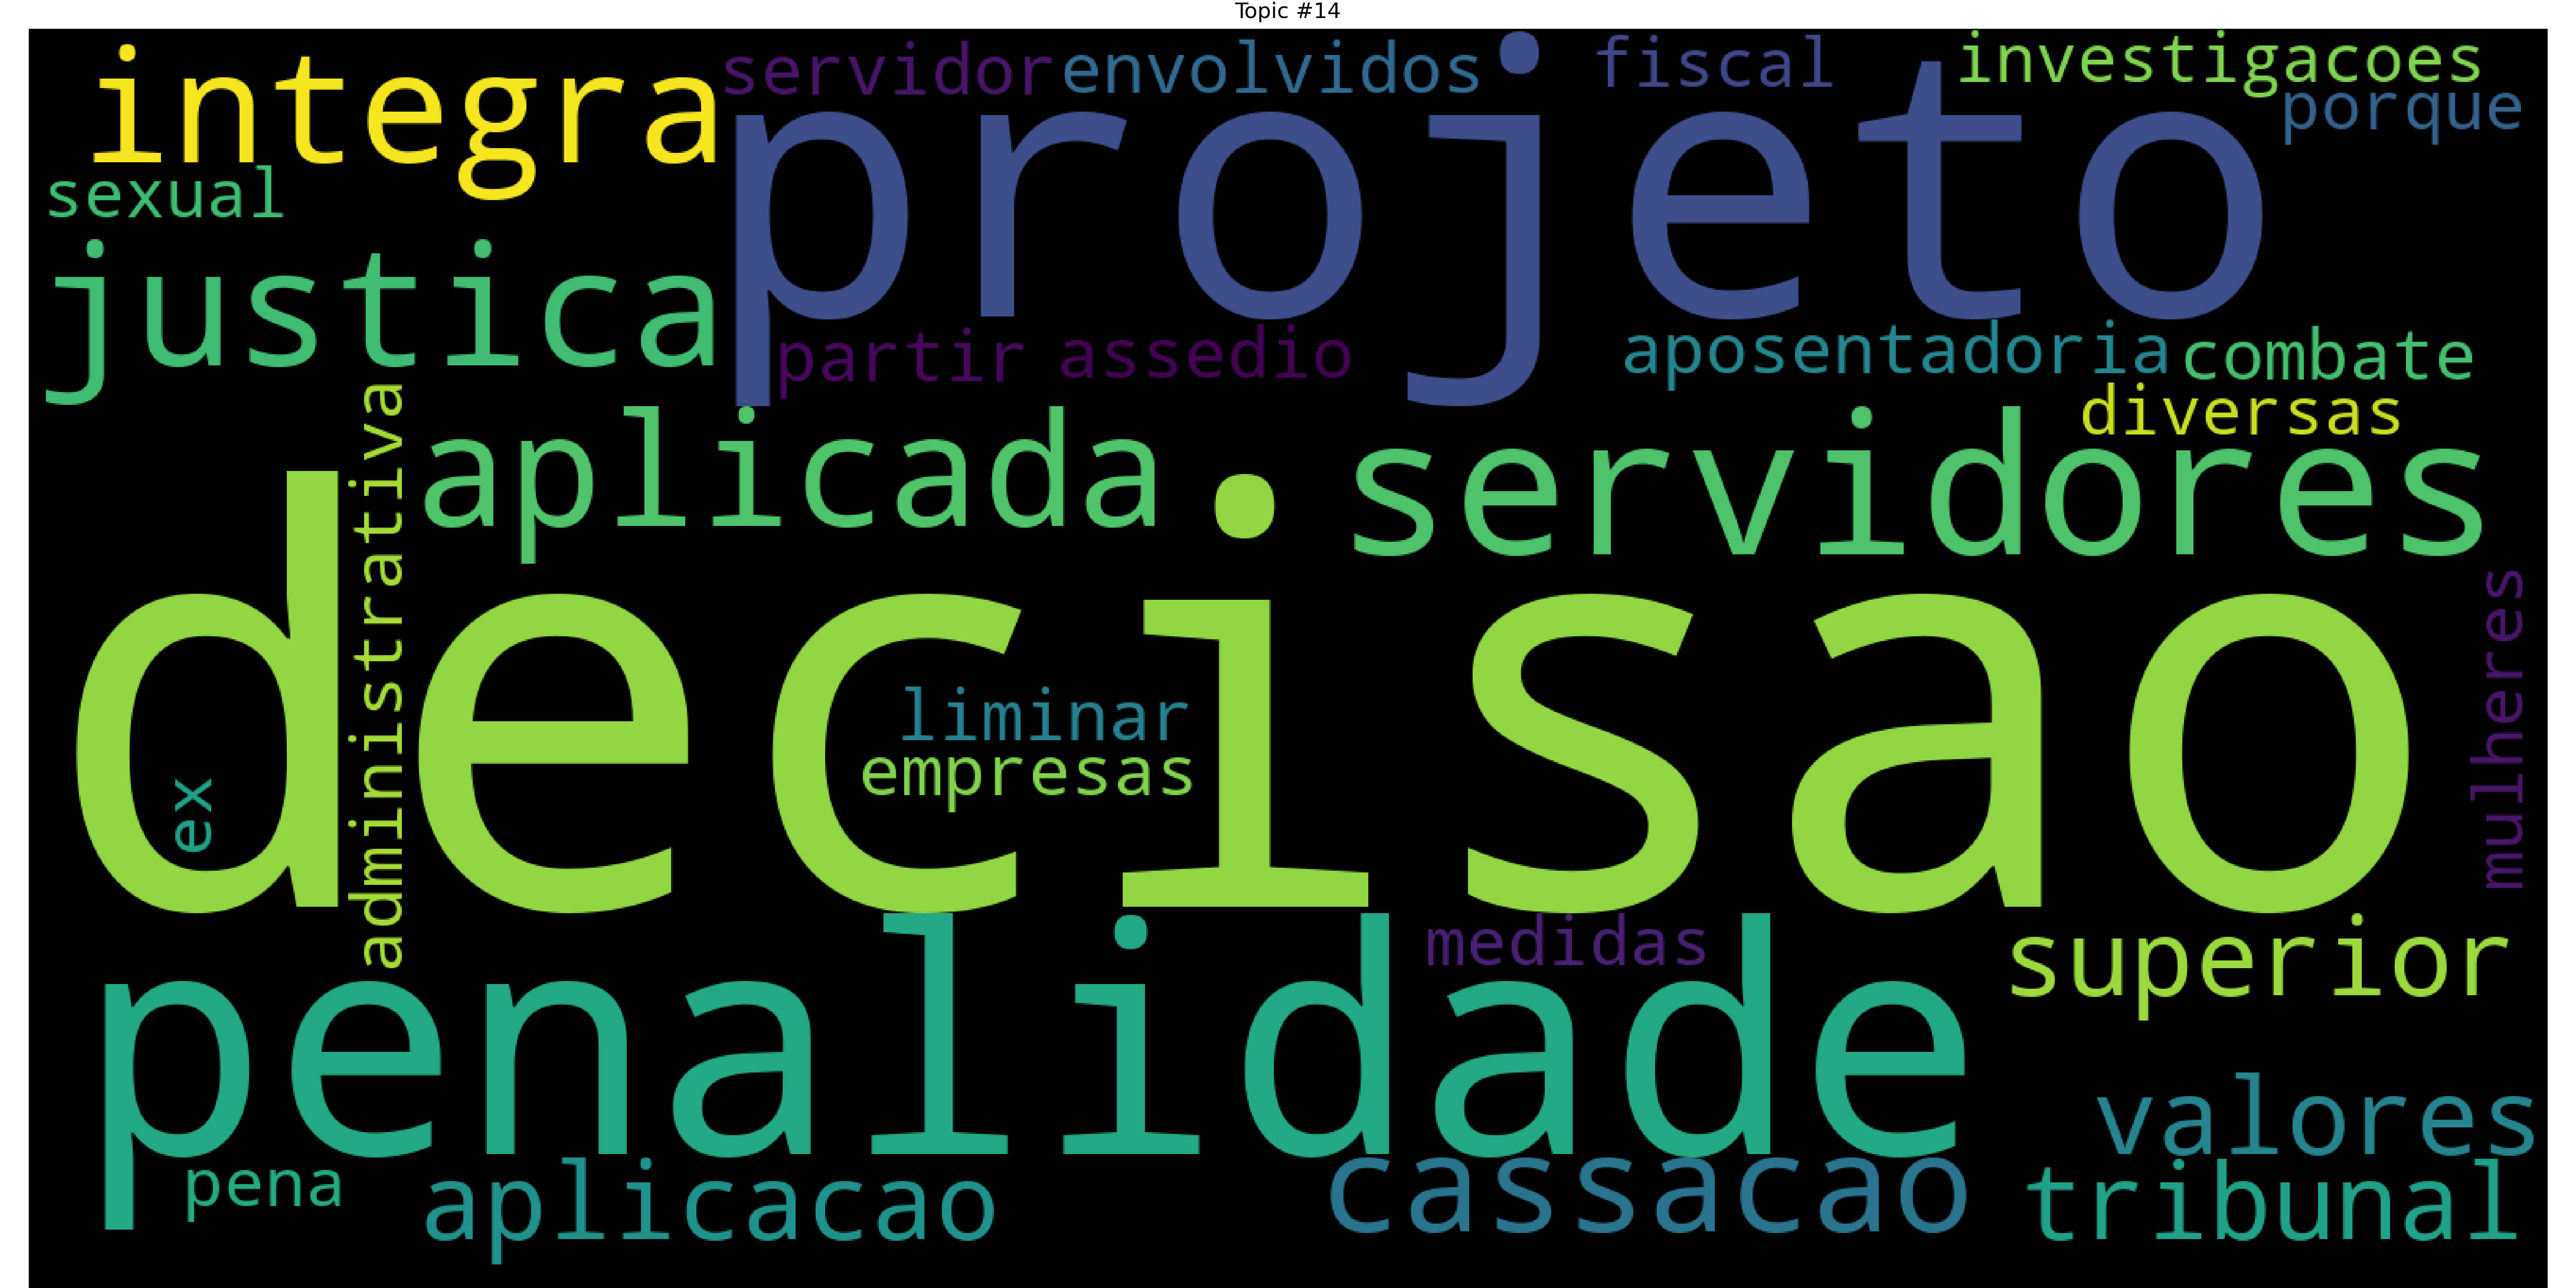 Topic #14
integra
servidor
envolvidos
fiscal
investigacoes
porque
projeto
sexual
justica
partir
assedio
aposentadoria
combate
diversas
administrativa
aplicada
servidores
decisao
liminar
empresas
ex
mulheres
penalidade
medidas
superior
valores
pena
aplicacao
cassacao
tribunal